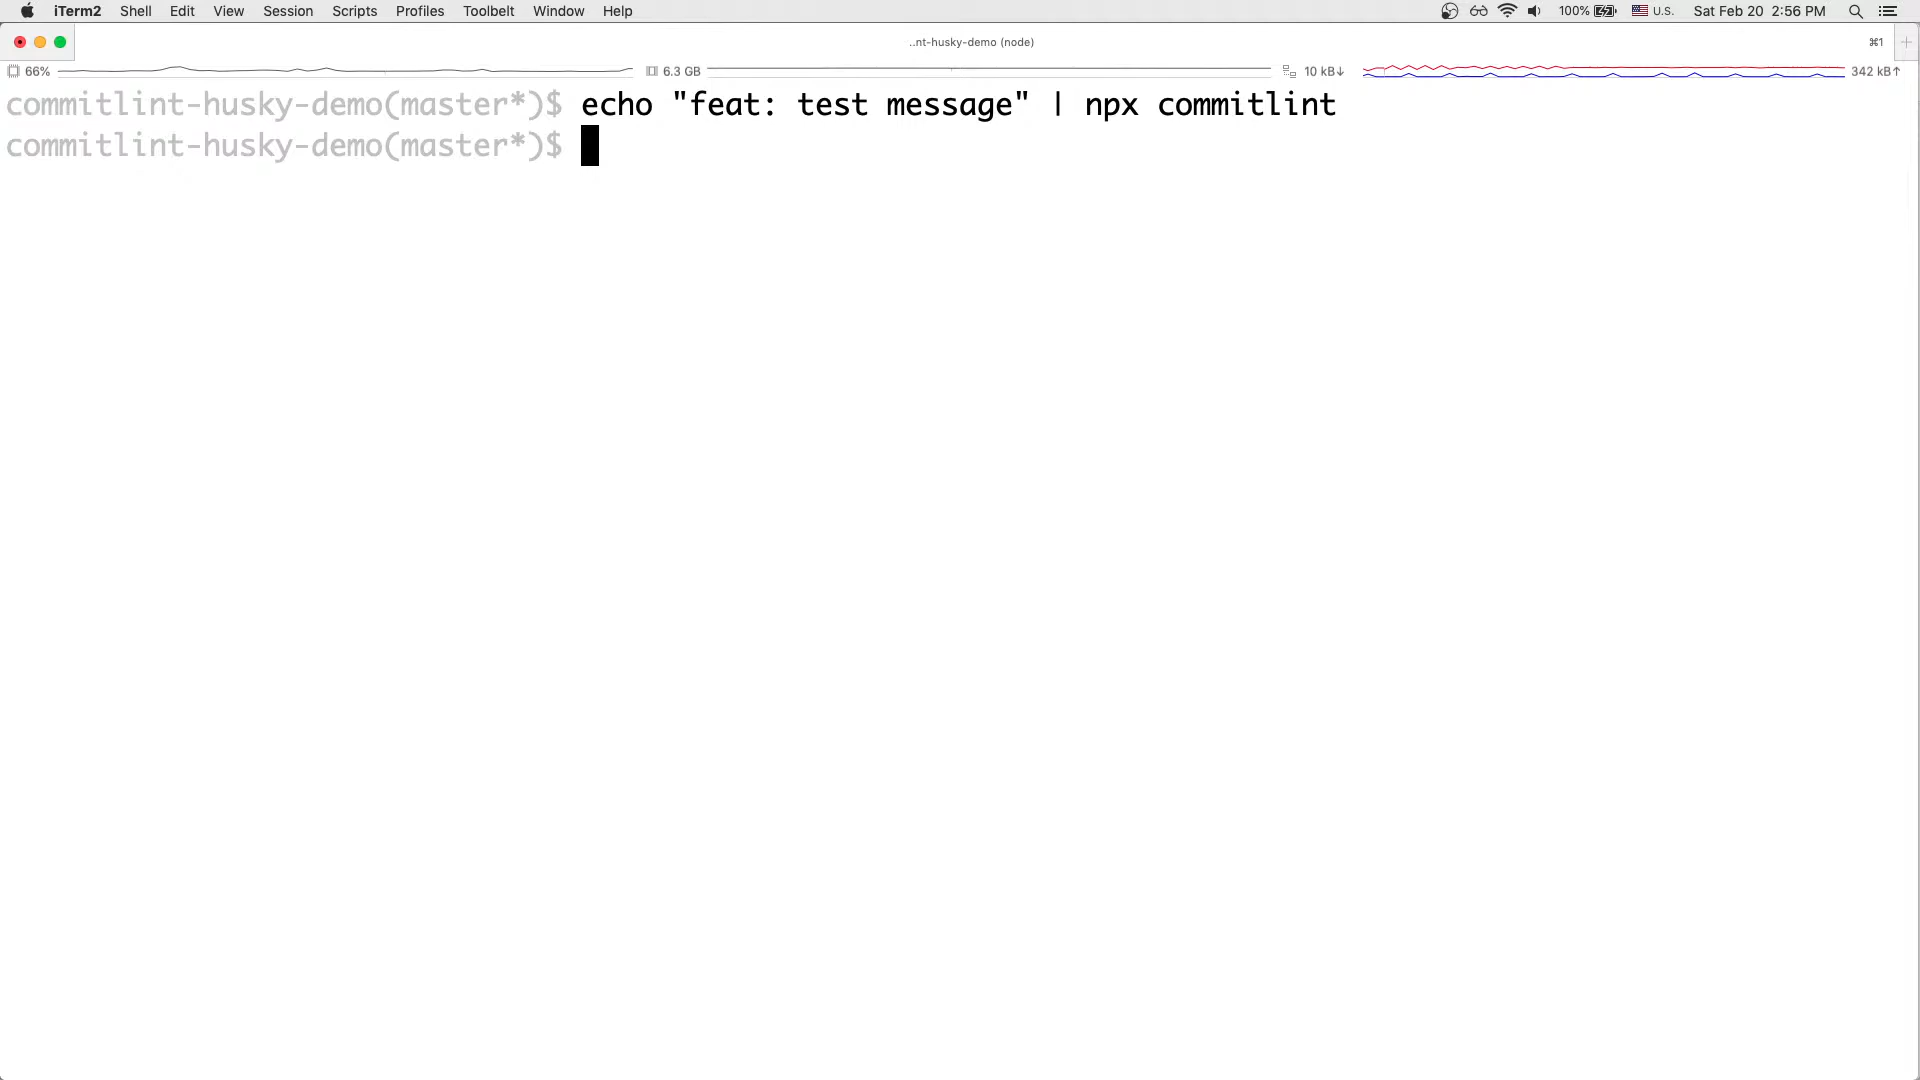 iTerm2 Shell Edit View Session Scripts Profiles Toolbelt Window Help 100% U.S. Sat Feb 20 2:56 PM
..nt-husky-demo (node) ⌘1
66% 6.3 GB 10 kB↓ 342 kB↑
commitlint-husky-demo(master*)$ echo "feat: test message" | npx commitlint
commitlint-husky-demo(master*)$